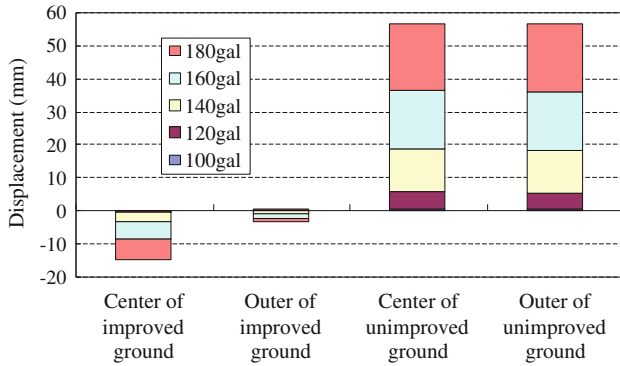 60
50
40
30
20
10
0
-10
-20
Displacement (mm)
180gal
160gal
140gal
120gal
100gal
Center of
improved
ground
Outer of
improved
ground
Center of
unimproved
ground
Outer of
unimproved
ground